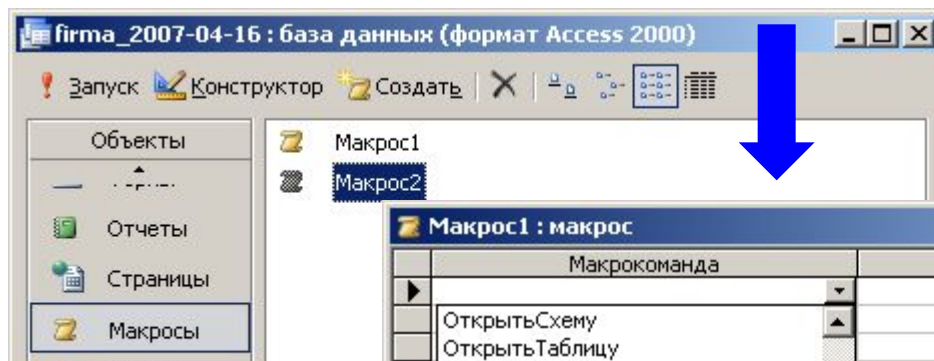 firma_2007-04-16 : база данных (формат Access 2000)
Запуск Конструктор Создать
Объекты
Макрос1
Макрос2
Отчеты
Страницы
Макросы
Макрос1 : макрос
Макрокоманда
ОткрытьСхему
ОткрытьТаблицу